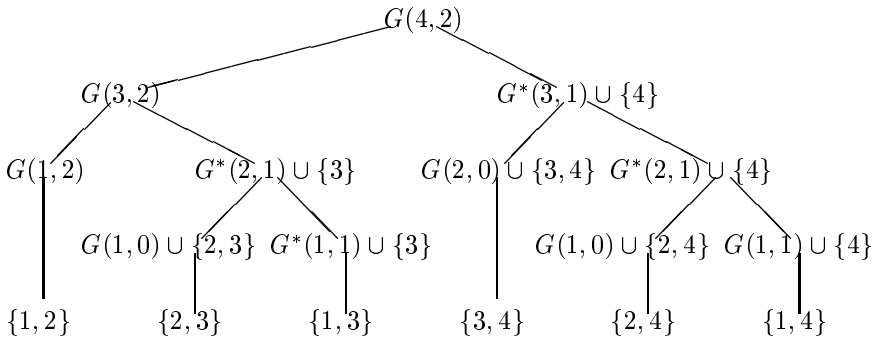 G(4,2)
G(3,2) G*(3,1) ∪ {4}
G(1,2) G*(2,1) ∪ {3} G(2,0) ∪ {3,4} G*(2,1) ∪ {4}
G(1,0) ∪ {2,3} G*(1,1) ∪ {3} G(1,0) ∪ {2,4} G(1,1) ∪ {4}
{1,2} {2,3} {1,3} {3,4} {2,4} {1,4}